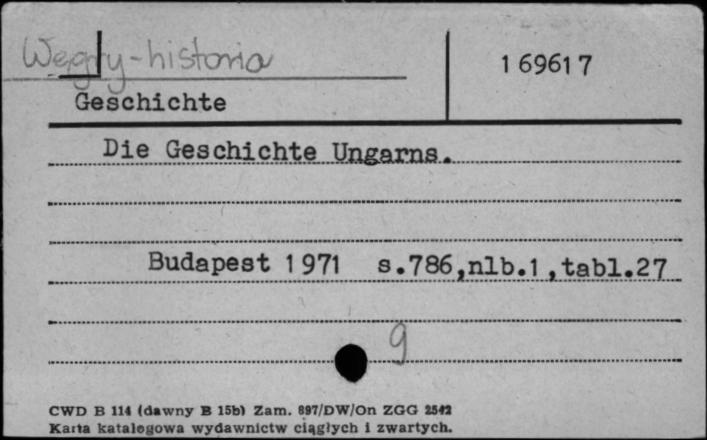 Węgry-historia
169617
Geschichte
Die Geschichte Ungarns.
Budapest 1971 s.786,nlb.1,tabl.27
9
CWD B 114 (dawny B 15b) Zam. 897/DW/On ZGG 2542
Karta katalogowa wydawnictw ciągłych i zwartych.